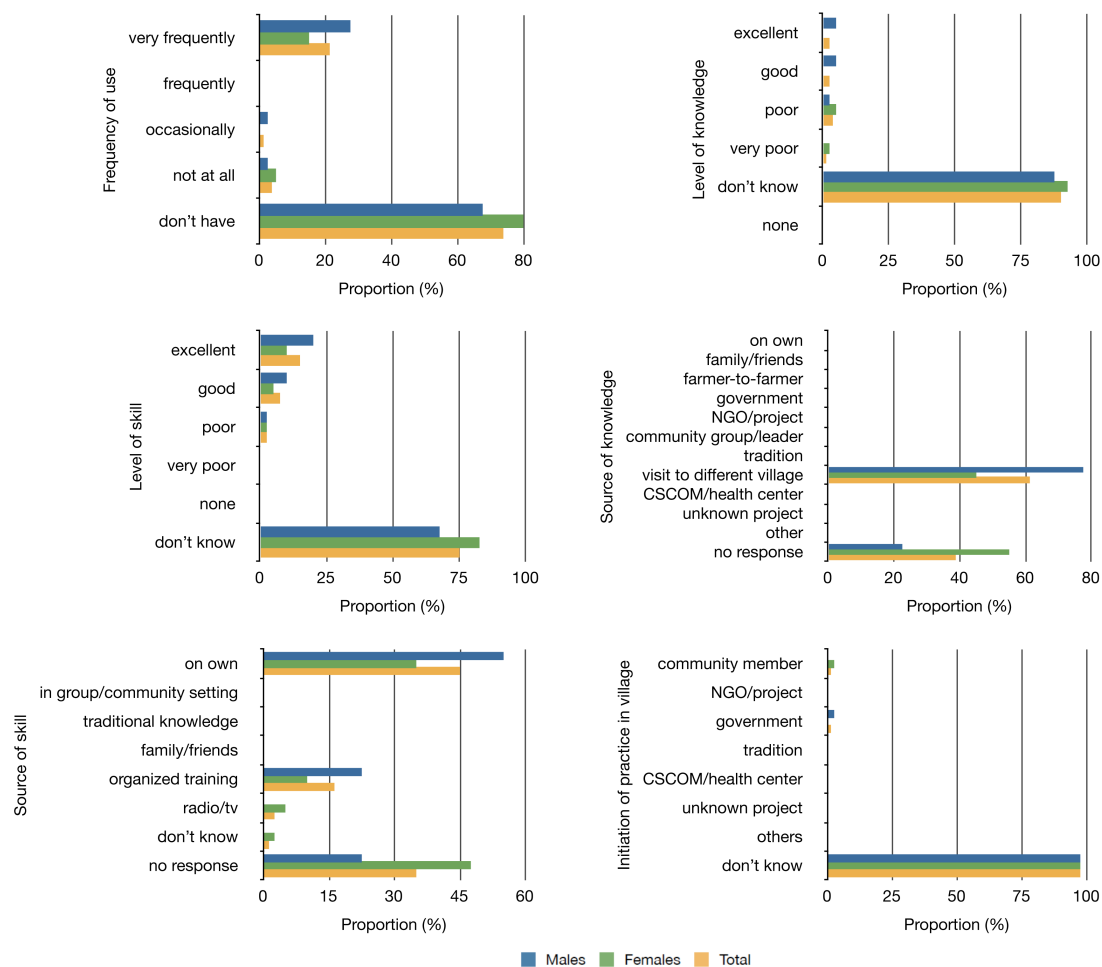 Frequency of use
very frequently
frequently
occasionally
not at all
don't have
0 20 40 60 80
Proportion (%)
Level of knowledge
excellent
good
poor
very poor
don't know
none
0 25 50 75 100
Proportion (%)
Level of skill
excellent
good
poor
very poor
none
don't know
0 25 50 75 100
Proportion (%)
Source of knowledge
on own
family/friends
farmer-to-farmer
government
NGO/project
community group/leader
tradition
visit to different village
CSCOM/health center
unknown project
other
no response
0 20 40 60 80
Proportion (%)
Source of skill
on own
in group/community setting
traditional knowledge
family/friends
organized training
radio/tv
don't know
no response
0 15 30 45 60
Proportion (%)
Initiation of practice in village
community member
NGO/project
government
tradition
CSCOM/health center
unknown project
others
don't know
0 25 50 75 100
Proportion (%)
Males Females Total